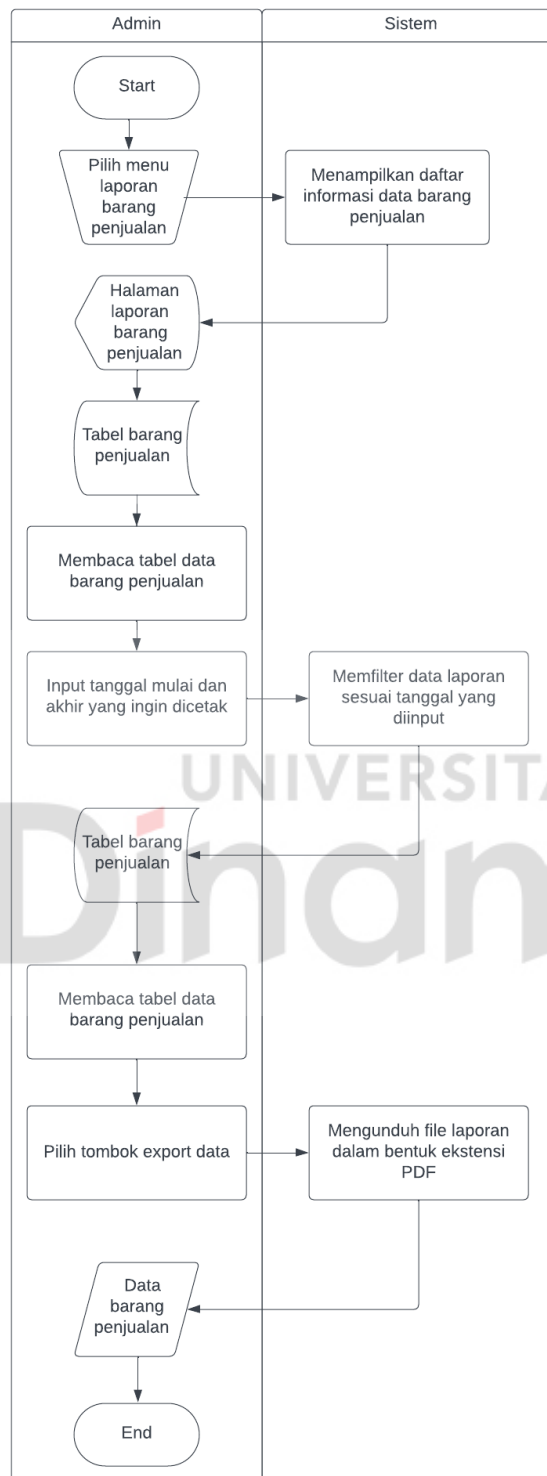 Admin
Sistem
Start
Pilih menu
laporan
barang
penjualan
Menampilkan daftar
informasi data barang
penjualan
Halaman
laporan
barang
penjualan
Tabel barang
penjualan
Membaca tabel data
barang penjualan
Input tanggal mulai dan
akhir yang ingin dicetak
Memfilter data laporan
sesuai tanggal yang
diinput
UNIVERSITA
Dinam
Tabel barang
penjualan
Membaca tabel data
barang penjualan
Pilih tombok export data
Mengunduh file laporan
dalam bentuk ekstensi
PDF
Data
barang
penjualan
End